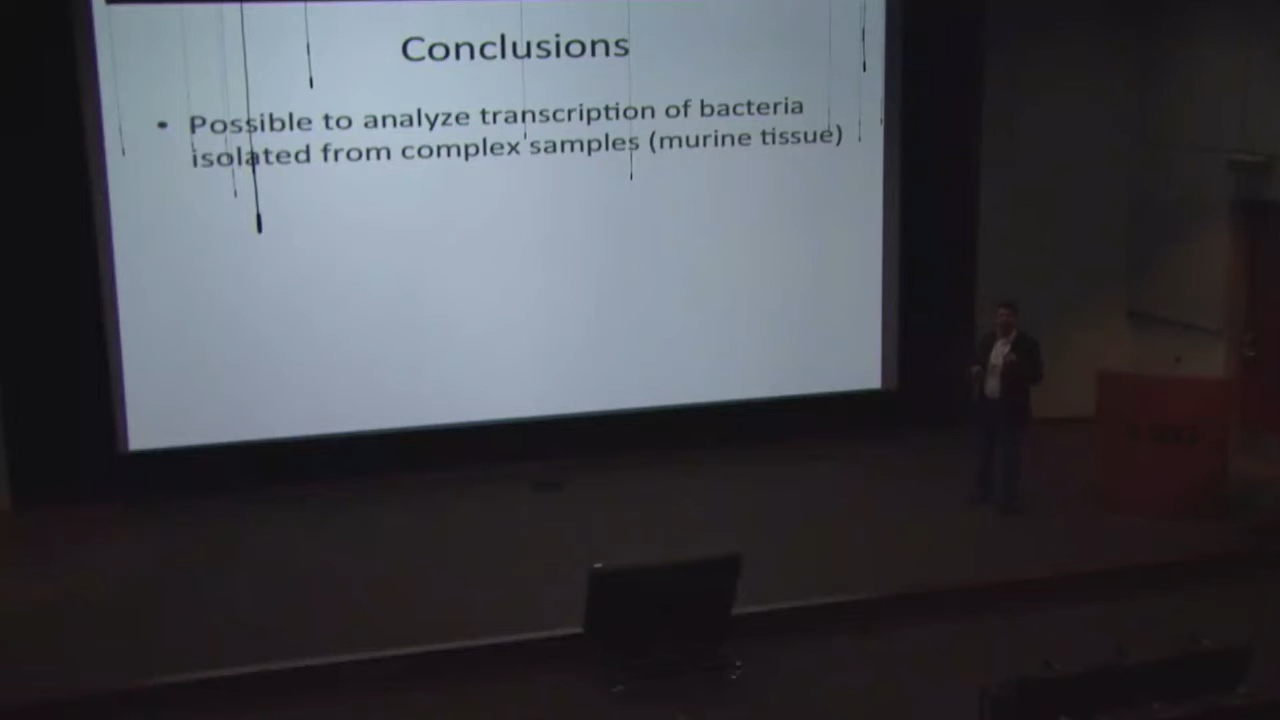 Conclusions
• Possible to analyze transcription of bacteria
isolated from complex samples (murine tissue)